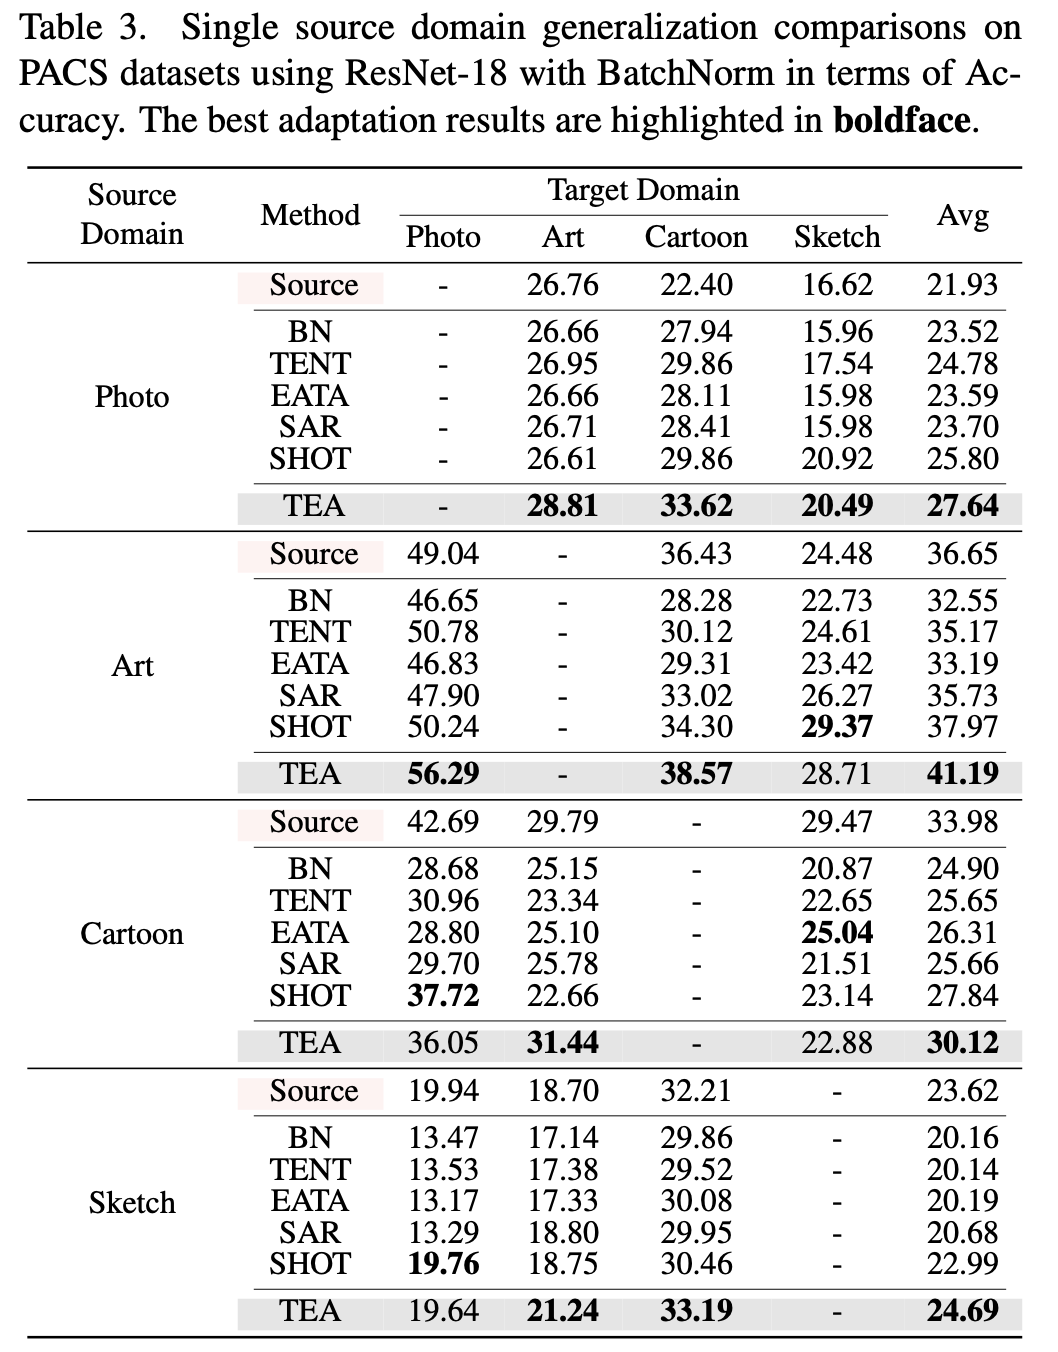 Table 3. Single source domain generalization comparisons on
PACS datasets using ResNet-18 with BatchNorm in terms of Ac-
curacy. The best adaptation results are highlighted in boldface.
Source Domain Method Target Domain Avg
Photo Art Cartoon Sketch
Source - 26.76 22.40 16.62 21.93
BN - 26.66 27.94 15.96 23.52
TENT - 26.95 29.86 17.54 24.78
Photo EATA - 26.66 28.11 15.98 23.59
SAR - 26.71 28.41 15.98 23.70
SHOT - 26.61 29.86 20.92 25.80
TEA - 28.81 33.62 20.49 27.64
Source 49.04 - 36.43 24.48 36.65
BN 46.65 - 28.28 22.73 32.55
TENT 50.78 - 30.12 24.61 35.17
Art EATA 46.83 - 29.31 23.42 33.19
SAR 47.90 - 33.02 26.27 35.73
SHOT 50.24 - 34.30 29.37 37.97
TEA 56.29 - 38.57 28.71 41.19
Source 42.69 29.79 - 29.47 33.98
BN 28.68 25.15 - 20.87 24.90
TENT 30.96 23.34 - 22.65 25.65
Cartoon EATA 28.80 25.10 - 25.04 26.31
SAR 29.70 25.78 - 21.51 25.66
SHOT 37.72 22.66 - 23.14 27.84
TEA 36.05 31.44 - 22.88 30.12
Source 19.94 18.70 32.21 - 23.62
BN 13.47 17.14 29.86 - 20.16
TENT 13.53 17.38 29.52 - 20.14
Sketch EATA 13.17 17.33 30.08 - 20.19
SAR 13.29 18.80 29.95 - 20.68
SHOT 19.76 18.75 30.46 - 22.99
TEA 19.64 21.24 33.19 - 24.69